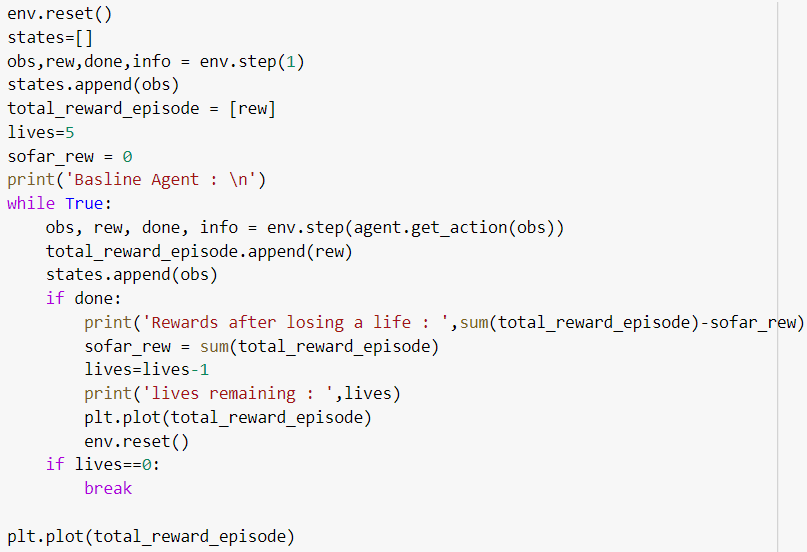 env.reset()
states=[]
obs,rew,done,info = env.step(1)
states.append(obs)
total_reward_episode = [rew]
lives=5
sofar_rew = 0
print('Basline Agent : \n')
while True:
    obs, rew, done, info = env.step(agent.get_action(obs))
    total_reward_episode.append(rew)
    states.append(obs)
    if done:
        print('Rewards after losing a life : ',sum(total_reward_episode)-sofar_rew)
        sofar_rew = sum(total_reward_episode)
        lives=lives-1
        print('lives remaining : ',lives)
        plt.plot(total_reward_episode)
        env.reset()
    if lives==0:
        break
plt.plot(total_reward_episode)